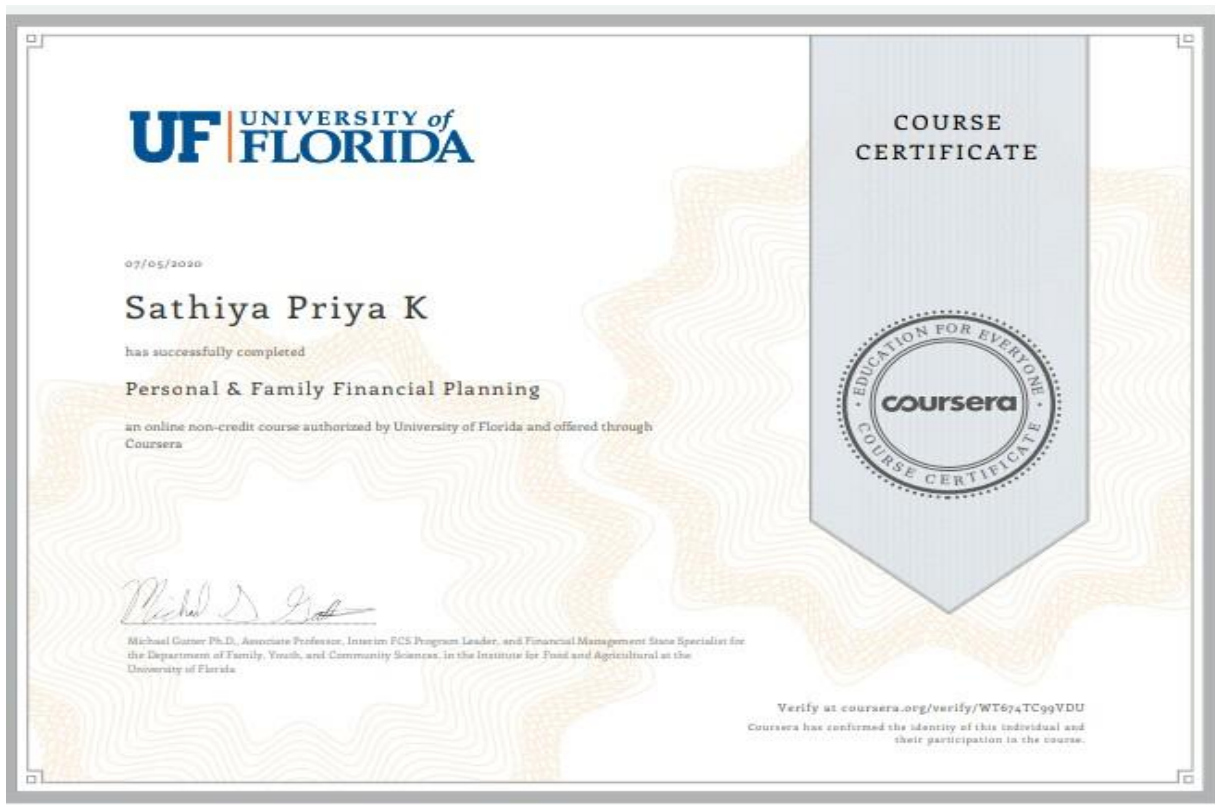 UF UNIVERSITY of
FLORIDA
COURSE
CERTIFICATE
07/05/2020
Sathiya Priya K
has successfully completed
Personal & Family Financial Planning
an online non-credit course authorized by University of Florida and offered through
Coursera
EDUCATION FOR EVERYONE
coursera
COURSE CERTIFICATE
Michael Gutter Ph.D., Associate Professor, Interim FCS Program Leader, and Financial Management State Specialist for
the Department of Family, Youth, and Community Sciences, in the Institute for Food and Agricultural at the
University of Florida
Verify at coursera.org/verify/WT674TC99VDU
Coursera has confirmed the identity of this individual and
their participation in the course.